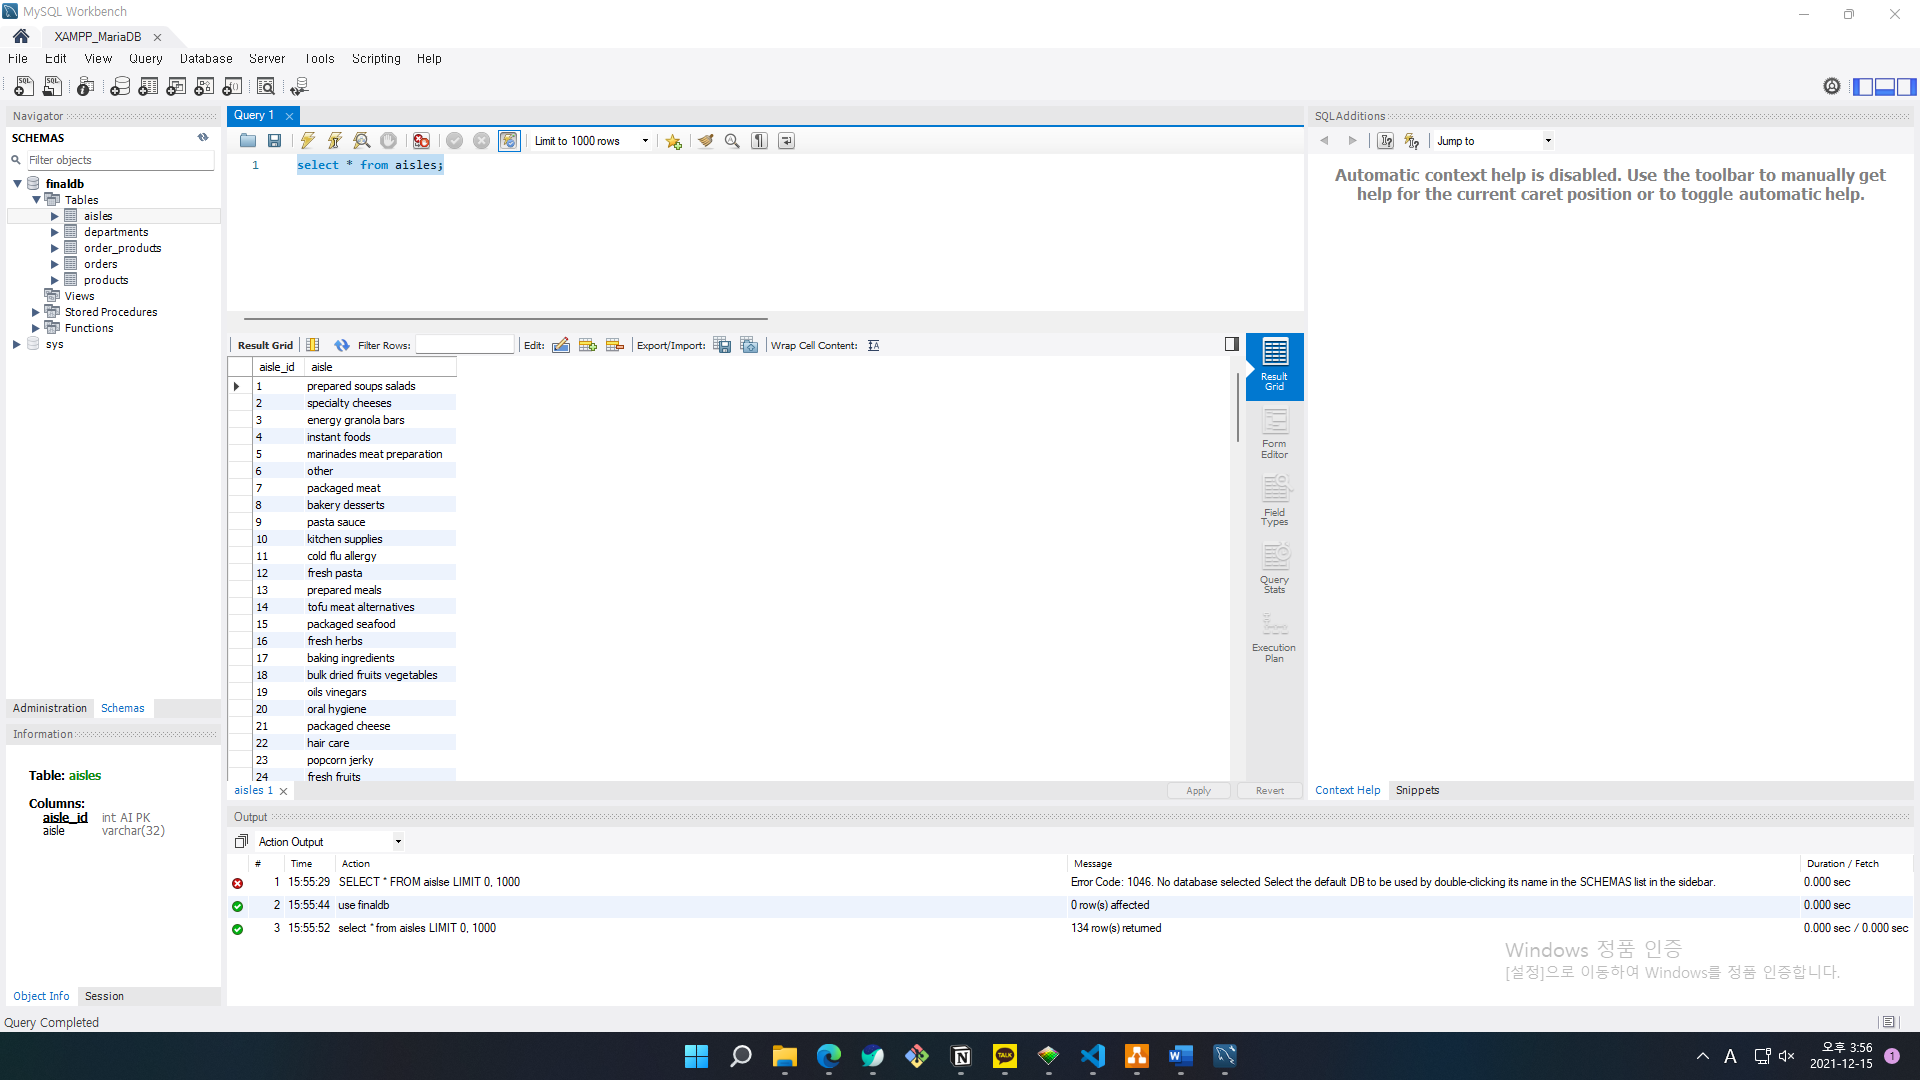 MySQL Workbench
XAMPP_MariaDB
File Edit View Query Database Server Tools Scripting Help
Navigator
SCHEMAS
Filter objects
finaldb
Tables
aisles
departments
order_products
orders
products
Views
Stored Procedures
Functions
sys
Administration Schemas
Information
Table: aisles
Columns:
aisle_id int AI PK
aisle varchar(32)
Object Info Session
Query 1
Limit to 1000 rows
1 select * from aisles;
Result Grid Filter Rows: Edit: Export/Import: Wrap Cell Content:
aisle_id aisle
1 prepared soups salads
2 specialty cheeses
3 energy granola bars
4 instant foods
5 marinades meat preparation
6 other
7 packaged meat
8 bakery desserts
9 pasta sauce
10 kitchen supplies
11 cold flu allergy
12 fresh pasta
13 prepared meals
14 tofu meat alternatives
15 packaged seafood
16 fresh herbs
17 baking ingredients
18 bulk dried fruits vegetables
19 oils vinegars
20 oral hygiene
21 packaged cheese
22 hair care
23 popcorn jerky
24 fresh fruits
Result
Grid
Form
Editor
Field
Types
Query
Stats
Execution
Plan
aisles 1
Apply Revert
SQLAdditions
Jump to
Automatic context help is disabled. Use the toolbar to manually get
help for the current caret position or to toggle automatic help.
Context Help Snippets
Output
Action Output
# Time Action Message Duration / Fetch
1 15:55:29 SELECT * FROM aislse LIMIT 0, 1000 Error Code: 1046. No database selected Select the default DB to be used by double-clicking its name in the SCHEMAS list in the sidebar. 0.000 sec
2 15:55:44 use finaldb 0 row(s) affected 0.000 sec
3 15:55:52 select * from aisles LIMIT 0, 1000 134 row(s) returned 0.000 sec / 0.000 sec
Windows 정품 인증
[설정]으로 이동하여 Windows를 정품 인증합니다.
Query Completed
TALK
A
오후 3:56
2021-12-15
1